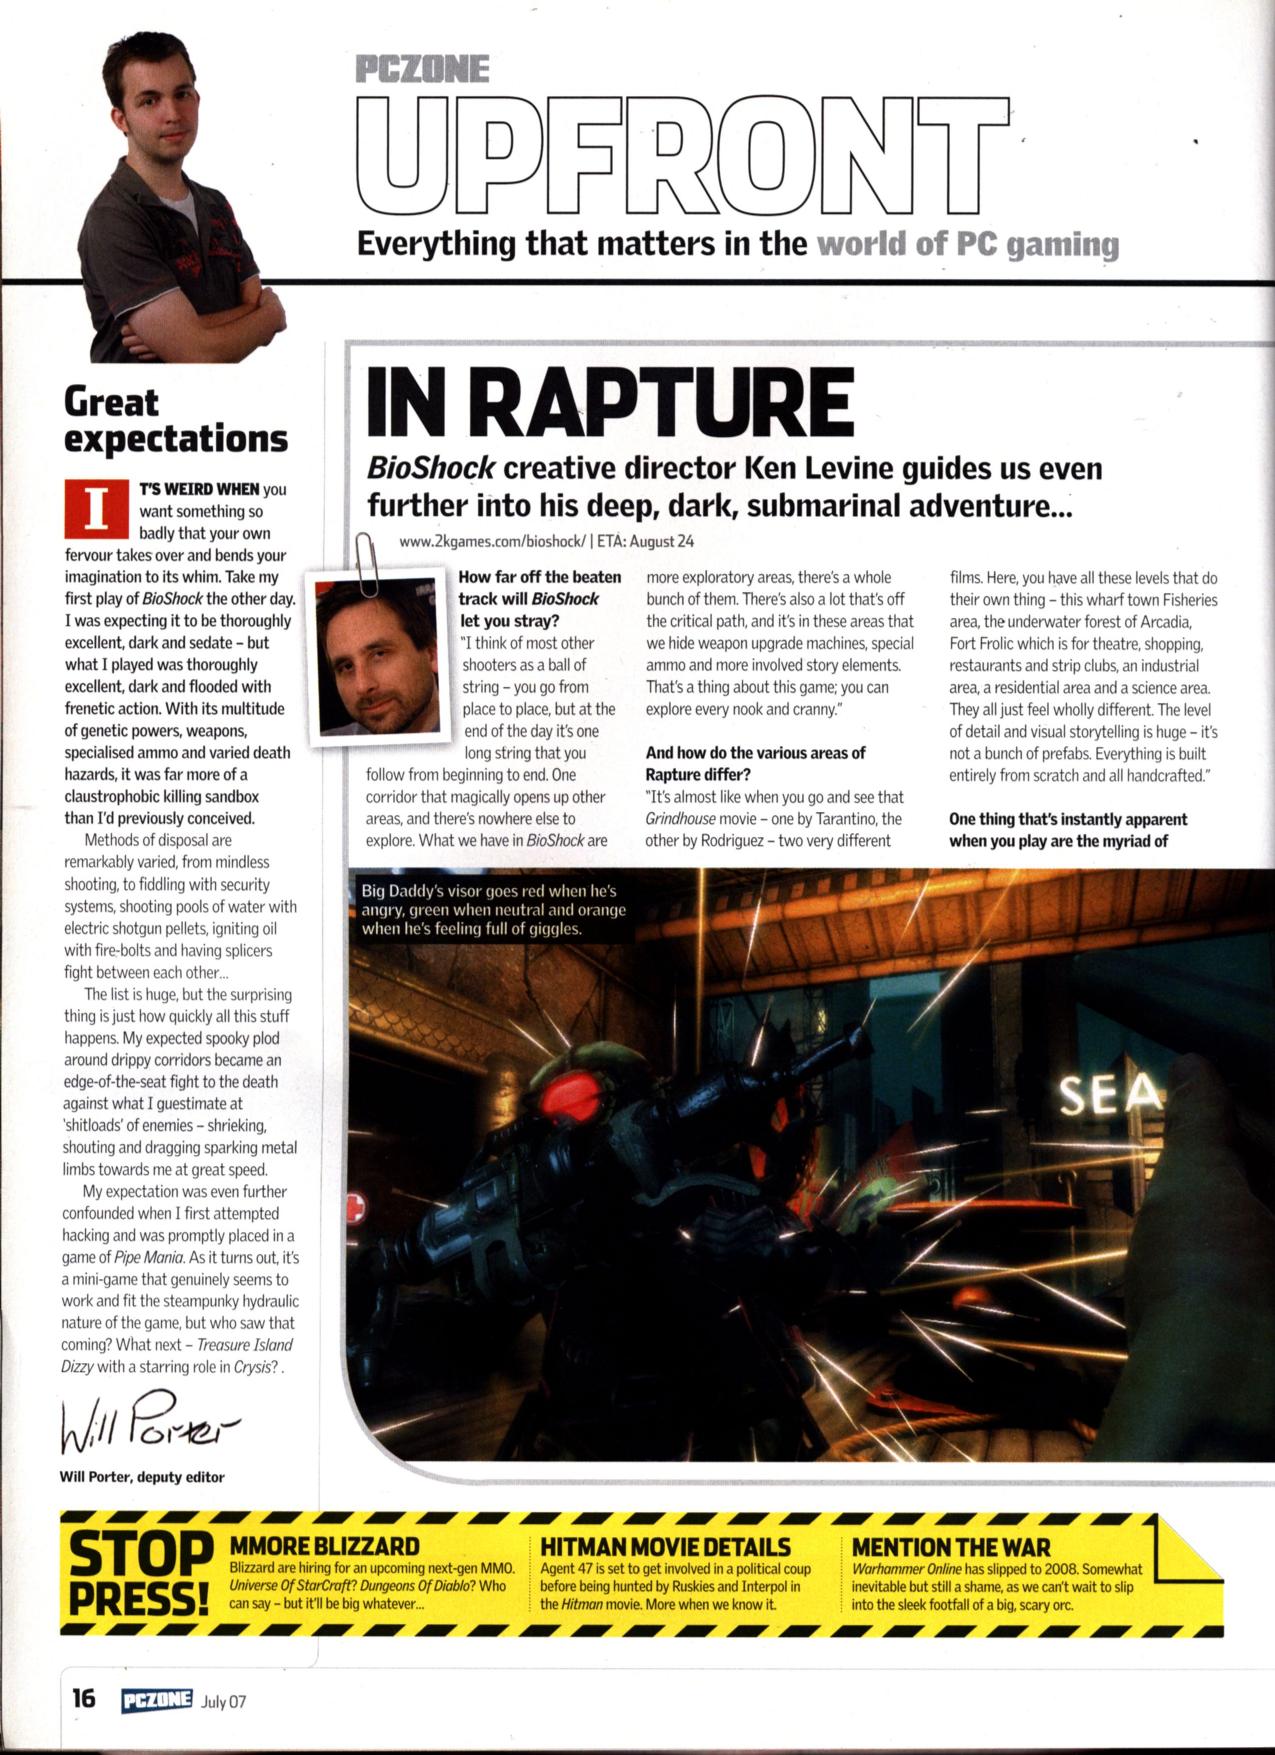 PCZONE
UPFRONT
Everything that matters in the world of PC gaming
Great
expectations
IT'S WEIRD WHEN you
want something so
badly that your own
fervour takes over and bends your
imagination to its whim. Take my
first play of BioShock the other day.
I was expecting it to be thoroughly
excellent, dark and sedate – but
what I played was thoroughly
excellent, dark and flooded with
frenetic action. With its multitude
of genetic powers, weapons,
specialised ammo and varied death
hazards, it was far more of a
claustrophobic killing sandbox
than I'd previously conceived.
Methods of disposal are
remarkably varied, from mindless
shooting, to fiddling with security
systems, shooting pools of water with
electric shotgun pellets, igniting oil
with fire-bolts and having splicers
fight between each other...
The list is huge, but the surprising
thing is just how quickly all this stuff
happens. My expected spooky plod
around drippy corridors became an
edge-of-the-seat fight to the death
against what I guestimate at
'shitloads' of enemies – shrieking,
shouting and dragging sparking metal
limbs towards me at great speed.
My expectation was even further
confounded when I first attempted
hacking and was promptly placed in a
game of Pipe Mania. As it turns out, it's
a mini-game that genuinely seems to
work and fit the steampunky hydraulic
nature of the game, but who saw that
coming? What next – Treasure Island
Dizzy with a starring role in Crysis? .
Will Porter
Will Porter, deputy editor
IN RAPTURE
BioShock creative director Ken Levine guides us even
further into his deep, dark, submarinal adventure...
www.2kgames.com/bioshock/ | ETA: August 24
How far off the beaten
track will BioShock
let you stray?
"I think of most other
shooters as a ball of
string – you go from
place to place, but at the
end of the day it's one
long string that you
follow from beginning to end. One
corridor that magically opens up other
areas, and there's nowhere else to
explore. What we have in BioShock are
more exploratory areas, there's a whole
bunch of them. There's also a lot that's off
the critical path, and it's in these areas that
we hide weapon upgrade machines, special
ammo and more involved story elements.
That's a thing about this game; you can
explore every nook and cranny."
And how do the various areas of
Rapture differ?
"It's almost like when you go and see that
Grindhouse movie – one by Tarantino, the
other by Rodriguez – two very different
films. Here, you have all these levels that do
their own thing – this wharf town Fisheries
area, the underwater forest of Arcadia,
Fort Frolic which is for theatre, shopping,
restaurants and strip clubs, an industrial
area, a residential area and a science area.
They all just feel wholly different. The level
of detail and visual storytelling is huge – it's
not a bunch of prefabs. Everything is built
entirely from scratch and all handcrafted."
One thing that's instantly apparent
when you play are the myriad of
Big Daddy's visor goes red when he's
angry, green when neutral and orange
when he's feeling full of giggles.
SEA
STOP
PRESS!
MMORE BLIZZARD
Blizzard are hiring for an upcoming next-gen MMO.
Universe Of StarCraft? Dungeons Of Diablo? Who
can say – but it'll be big whatever...
HITMAN MOVIE DETAILS
Agent 47 is set to get involved in a political coup
before being hunted by Ruskies and Interpol in
the Hitman movie. More when we know it.
MENTION THE WAR
Warhammer Online has slipped to 2008. Somewhat
inevitable but still a shame, as we can't wait to slip
into the sleek footfall of a big, scary orc.
16 PCZONE July 07